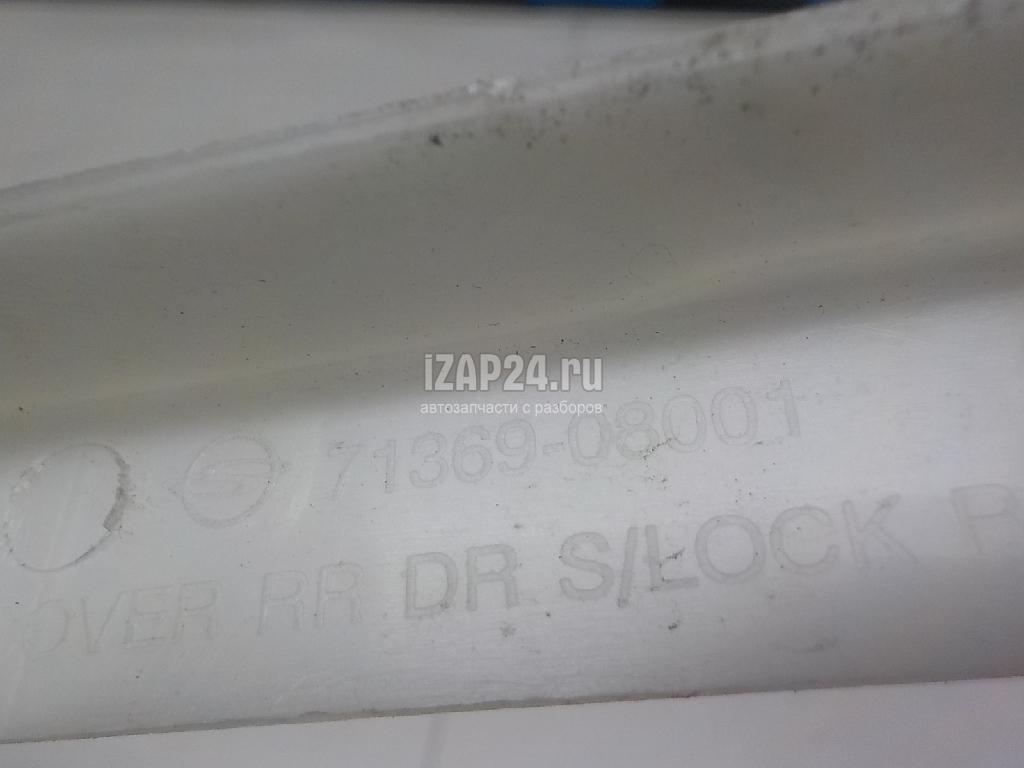 iZAP24.ru
автозапчасти с разборов
71369-08001
OVER RR DR S/LOCK R